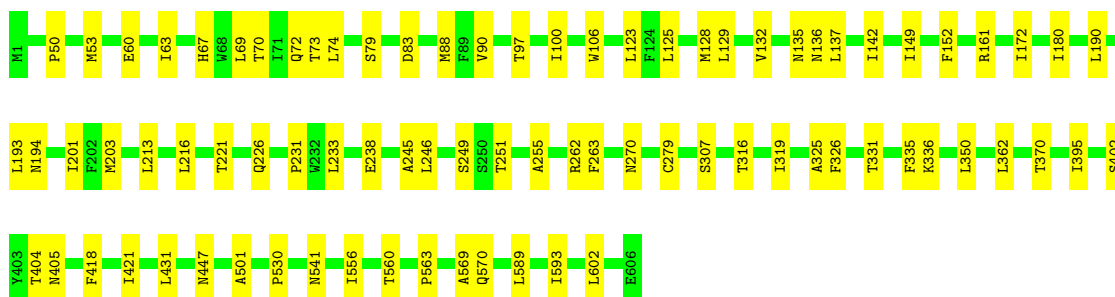 M1 P50 M53 E60 I63 H67 W68 L69 T70 I71 Q72 T73 L74 S79 D83 M88 F89 V90 T97 I100 W106 L123 F124 L125 M128 L129 V132 N135 N136 L137 I142 I149 F152 R161 I172 I180 L190
L193 N194 I201 F202 M203 L213 L216 T221 Q226 P231 W232 L233 E238 A245 L246 S249 S250 T251 A255 R262 F263 N270 C279 S307 T316 I319 A325 F326 T331 F335 K336 L350 L362 T370 I395 S402
Y403 T404 N405 F418 I421 L431 N447 A501 P530 N541 I556 T560 P563 A569 Q570 L589 I593 L602 E606